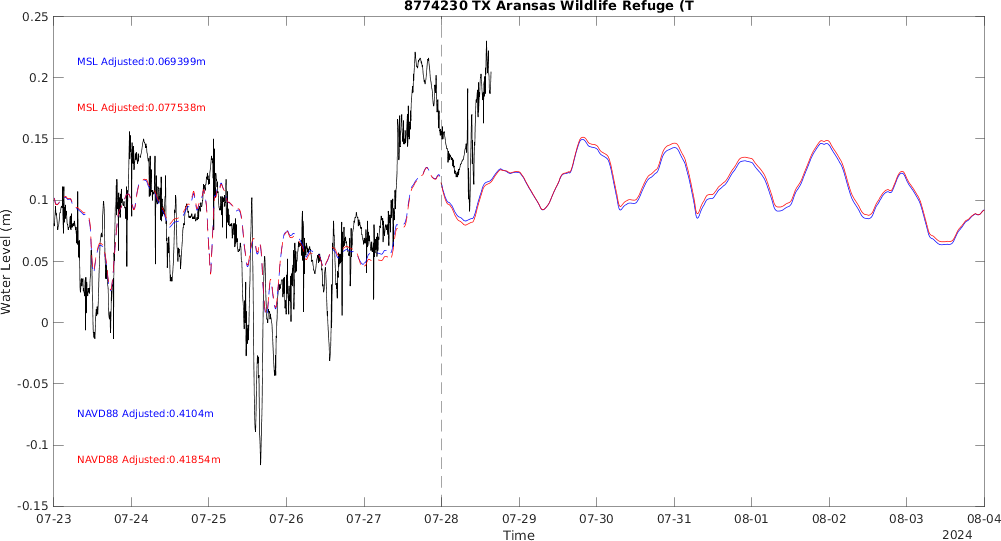 8774230 TX Aransas Wildlife Refuge (T
0.25
0.2
0.15
0.1
0.05
0
-0.05
-0.1
-0.15
Water Level (m)
MSL Adjusted:0.069399m
MSL Adjusted:0.077538m
NAVD88 Adjusted:0.4104m
NAVD88 Adjusted:0.41854m
07-23 07-24 07-25 07-26 07-27 07-28 07-29 07-30 07-31 08-01 08-02 08-03 08-04
Time
2024